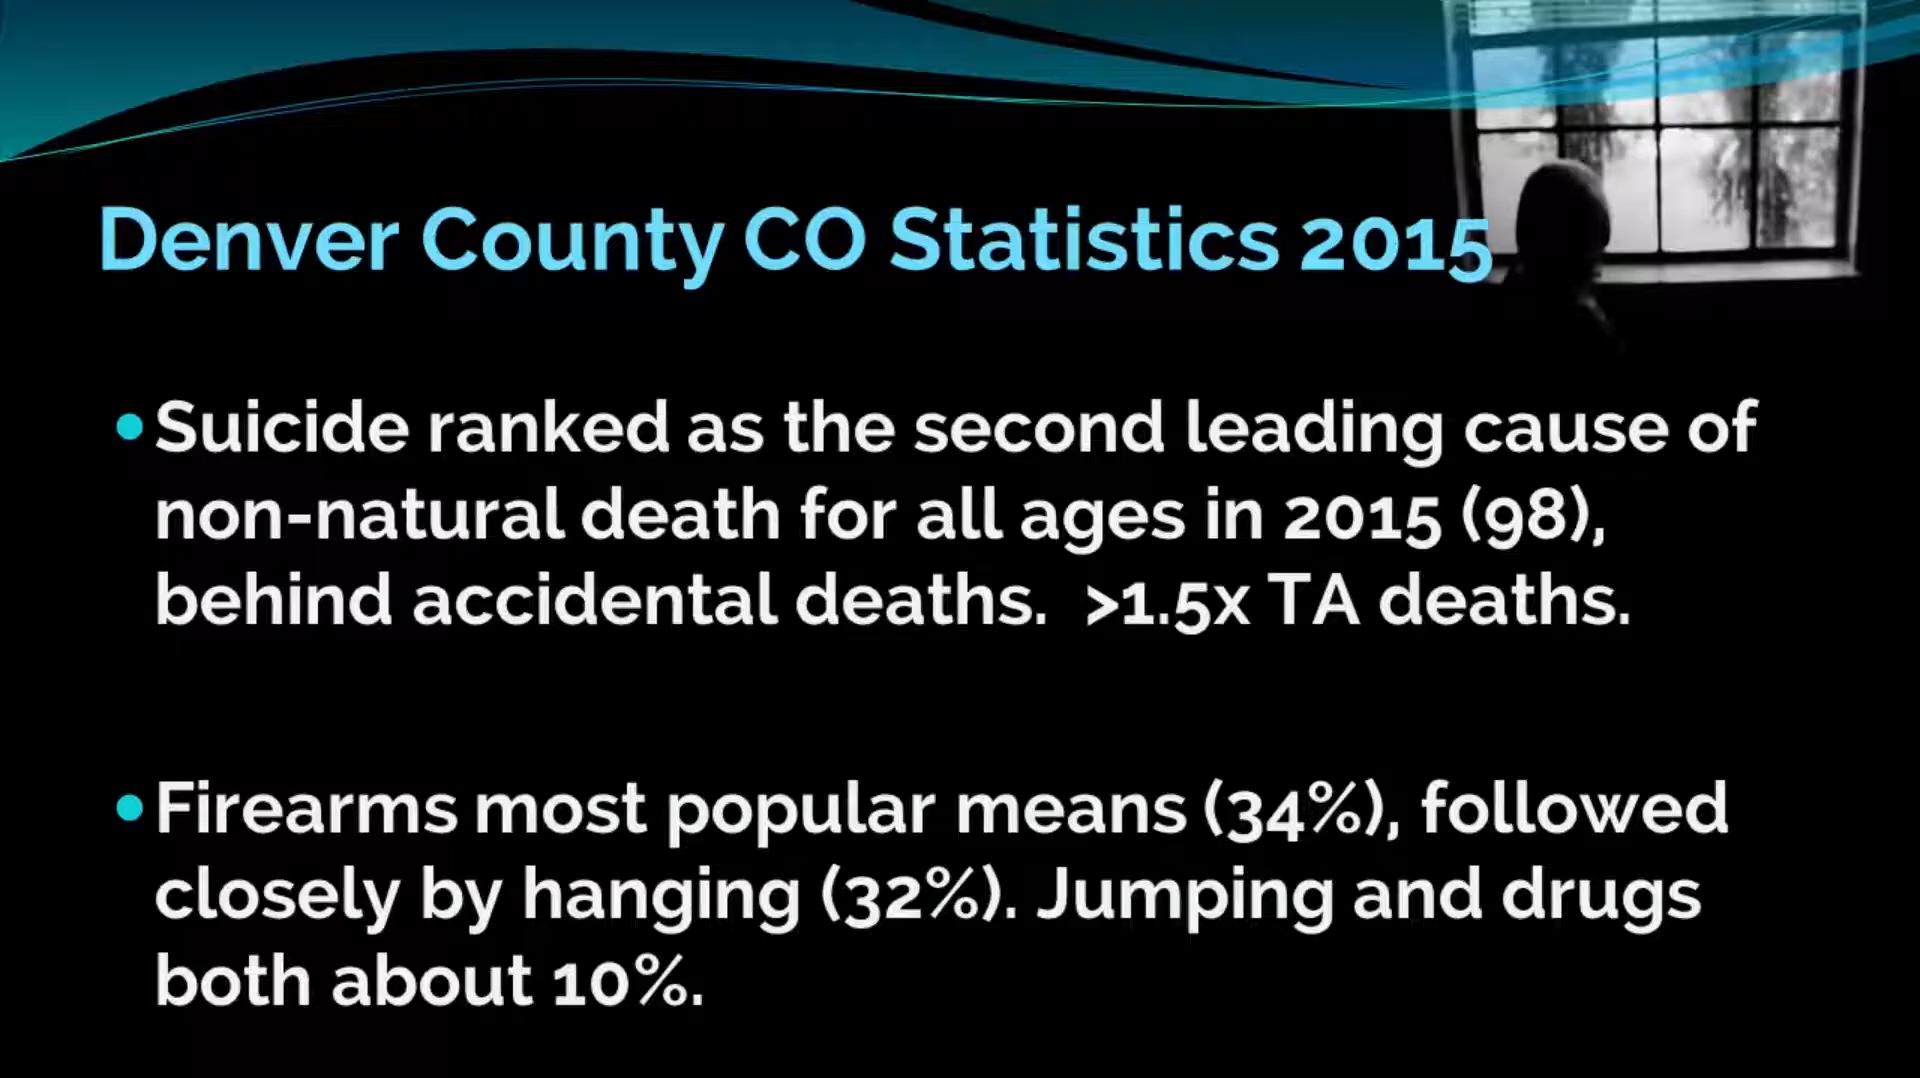 Denver County CO Statistics 2015
• Suicide ranked as the second leading cause of
non-natural death for all ages in 2015 (98),
behind accidental deaths.  >1.5x TA deaths.
• Firearms most popular means (34%), followed
closely by hanging (32%). Jumping and drugs
both about 10%.